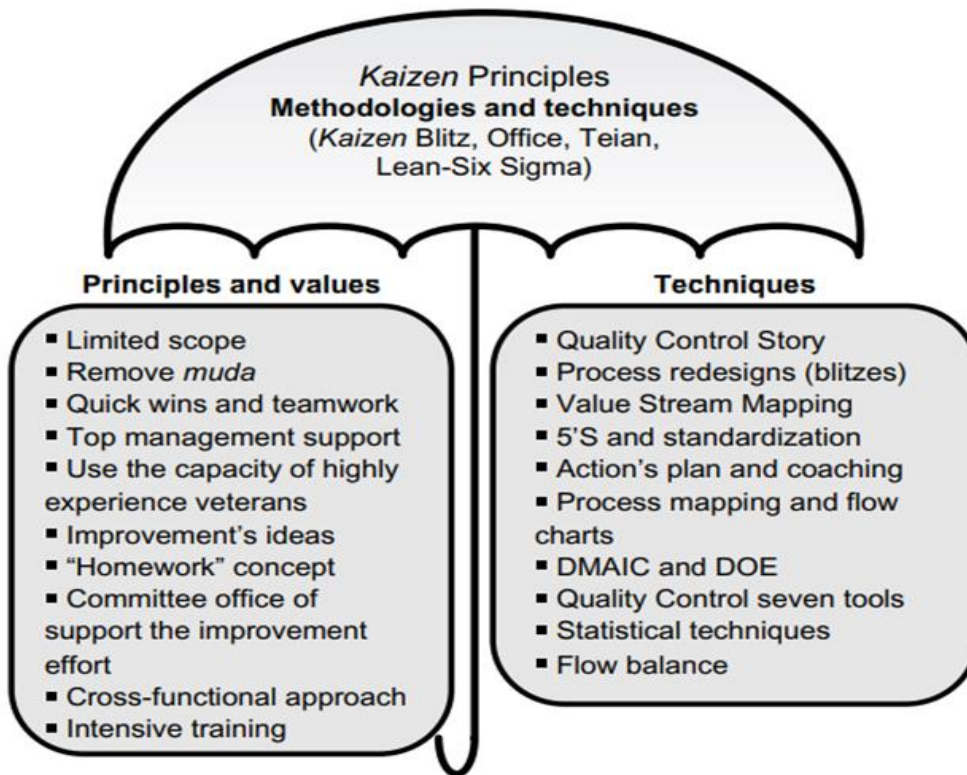 Kaizen Principles
Methodologies and techniques
(Kaizen Blitz, Office, Teian,
Lean-Six Sigma)
Principles and values
▪ Limited scope
▪ Remove muda
▪ Quick wins and teamwork
▪ Top management support
▪ Use the capacity of highly
experience veterans
▪ Improvement’s ideas
▪ “Homework” concept
▪ Committee office of
support the improvement
effort
▪ Cross-functional approach
▪ Intensive training
Techniques
▪ Quality Control Story
▪ Process redesigns (blitzes)
▪ Value Stream Mapping
▪ 5’S and standardization
▪ Action’s plan and coaching
▪ Process mapping and flow
charts
▪ DMAIC and DOE
▪ Quality Control seven tools
▪ Statistical techniques
▪ Flow balance